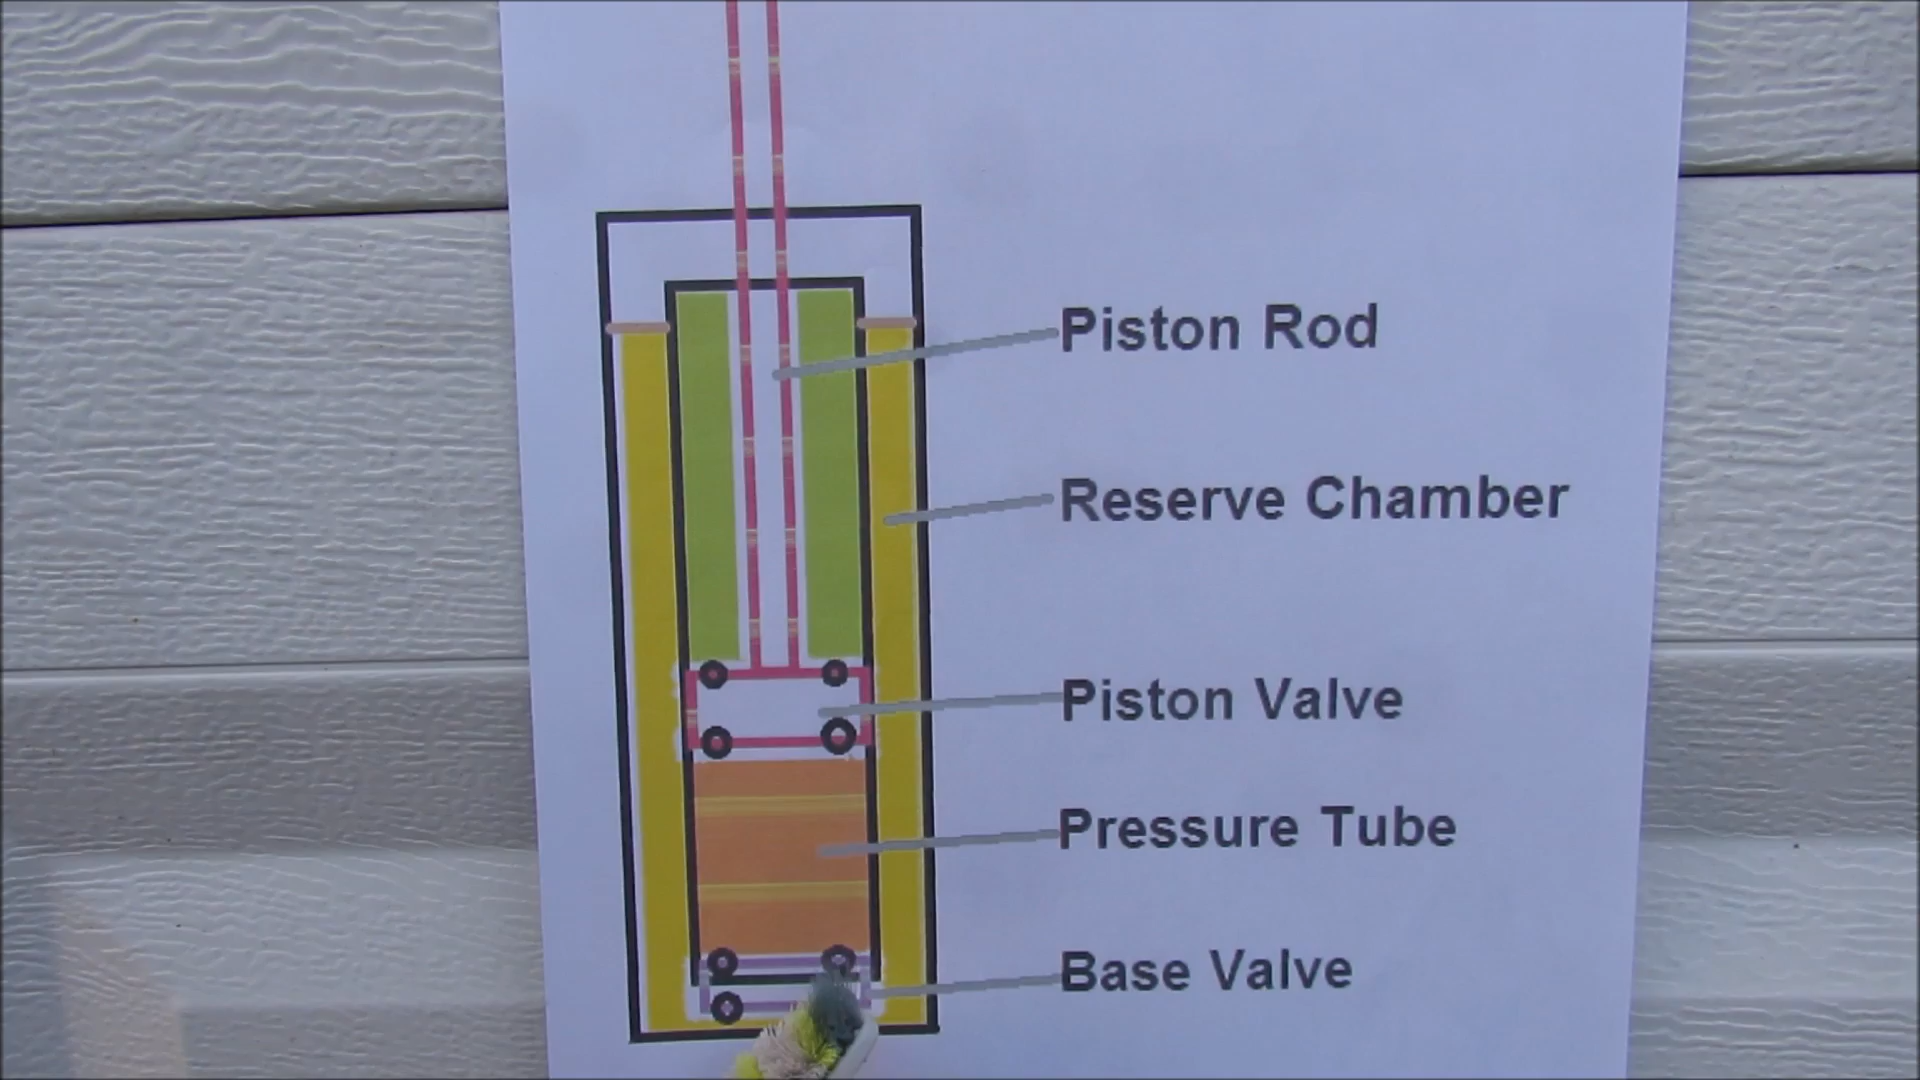 Piston Rod
Reserve Chamber
Piston Valve
Pressure Tube
Base Valve